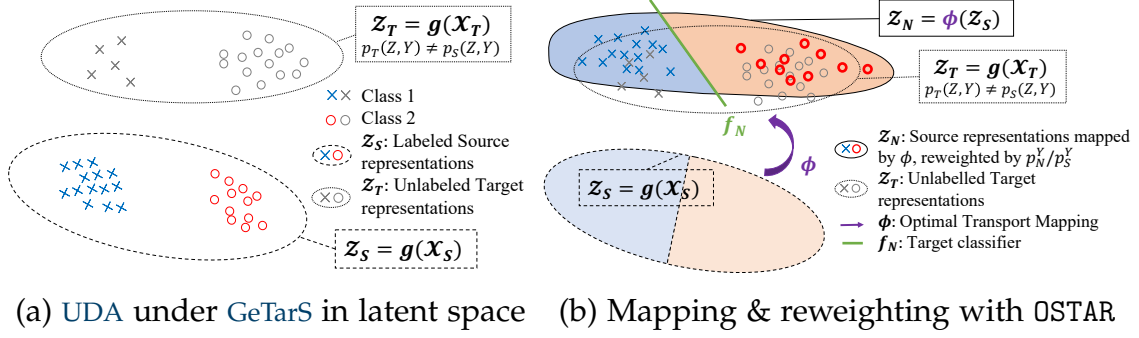 𝒵_T = g(𝒳_T)
p_T(Z,Y) ≠ p_S(Z,Y)
Class 1
Class 2
𝒵_S: Labeled Source
representations
𝒵_T: Unlabeled Target
representations
𝒵_S = g(𝒳_S)
(a) UDA under GeTarS in latent space
𝒵_N = ϕ(𝒵_S)
𝒵_T = g(𝒳_T)
p_T(Z,Y) ≠ p_S(Z,Y)
f_N
ϕ
𝒵_S = g(𝒳_S)
𝒵_N: Source representations mapped
by ϕ, reweighted by p_N^Y/p_S^Y
𝒵_T: Unlabelled Target
representations
ϕ: Optimal Transport Mapping
f_N: Target classifier
(b) Mapping & reweighting with OSTAR